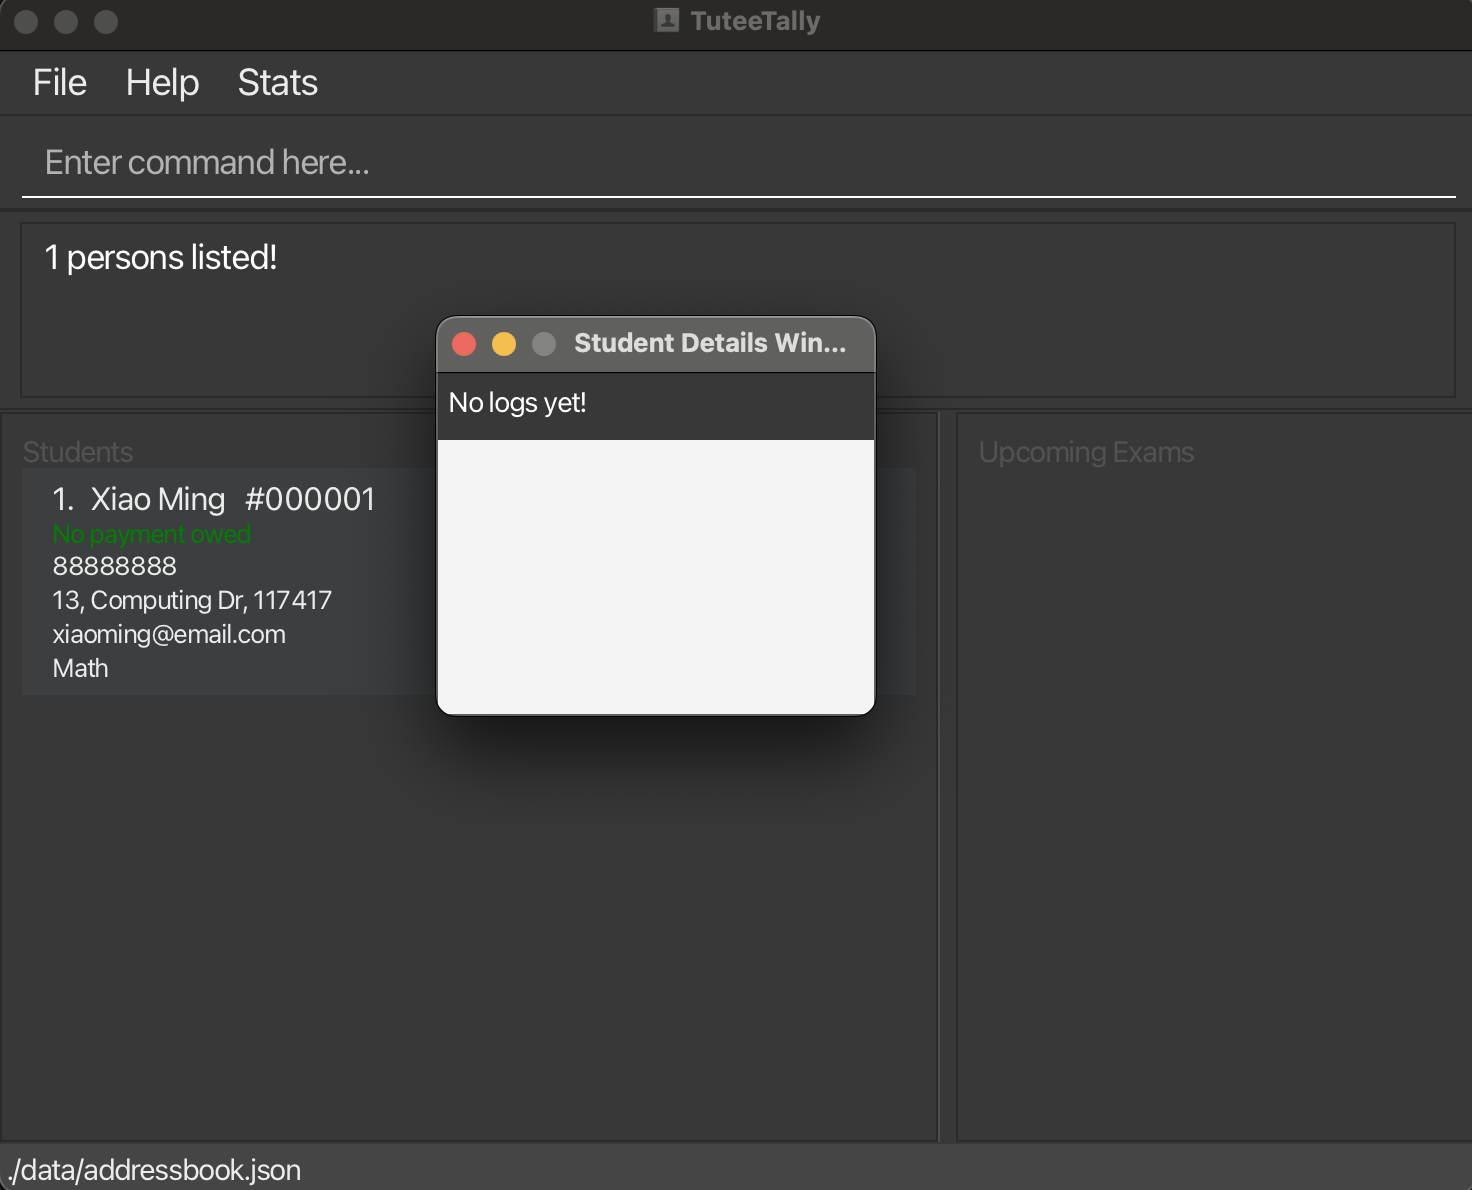 TuteeTally
File Help Stats
Enter command here...
1 persons listed!
Student Details Win...
No logs yet!
Students
1. Xiao Ming #000001
No payment owed
88888888
13, Computing Dr, 117417
xiaoming@email.com
Math
Upcoming Exams
./data/addressbook.json